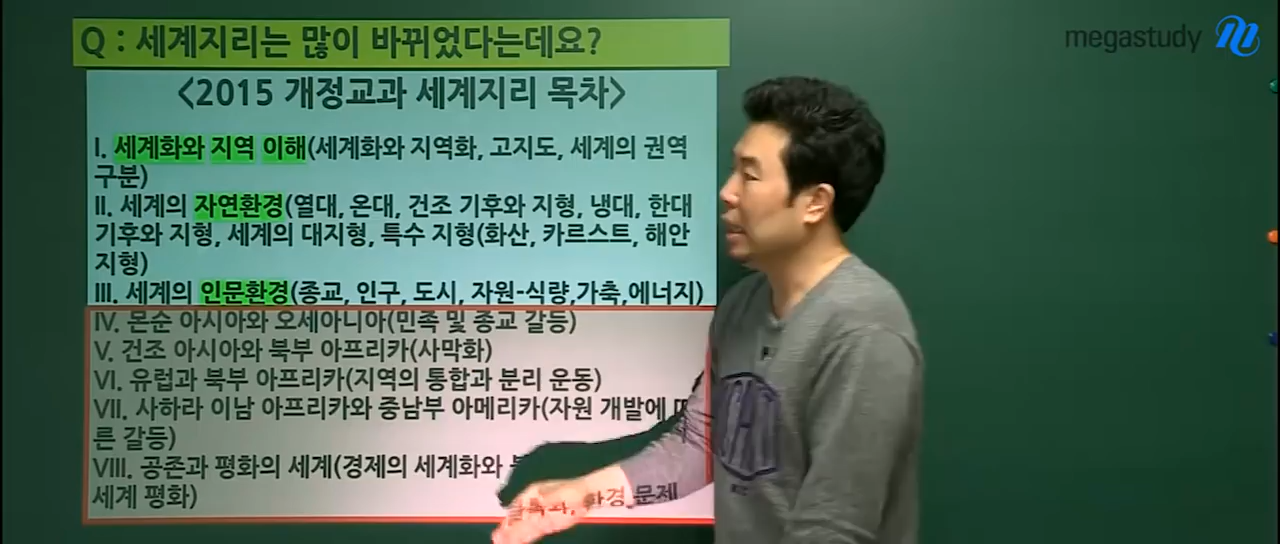 Q : 세계지리는 많이 바뀌었다는데요?
megastudy
<2015 개정교과 세계지리 목차>
I. 세계화와 지역 이해(세계화와 지역화, 고지도, 세계의 권역
구분)
II. 세계의 자연환경(열대, 온대, 건조 기후와 지형, 냉대, 한대
기후와 지형, 세계의 대지형, 특수 지형(화산, 카르스트, 해안
지형)
III. 세계의 인문환경(종교, 인구, 도시, 자원-식량,가축,에너지)
IV. 몬순 아시아와 오세아니아(민족 및 종교 갈등)
V. 건조 아시아와 북부 아프리카(사막화)
VI. 유럽과 북부 아프리카(지역의 통합과 분리 운동)
VII. 사하라 이남 아프리카와 중남부 아메리카(자원 개발에
른 갈등)
VIII. 공존과 평화의 세계(경제의 세계화와 환경 문제
세계 평화)